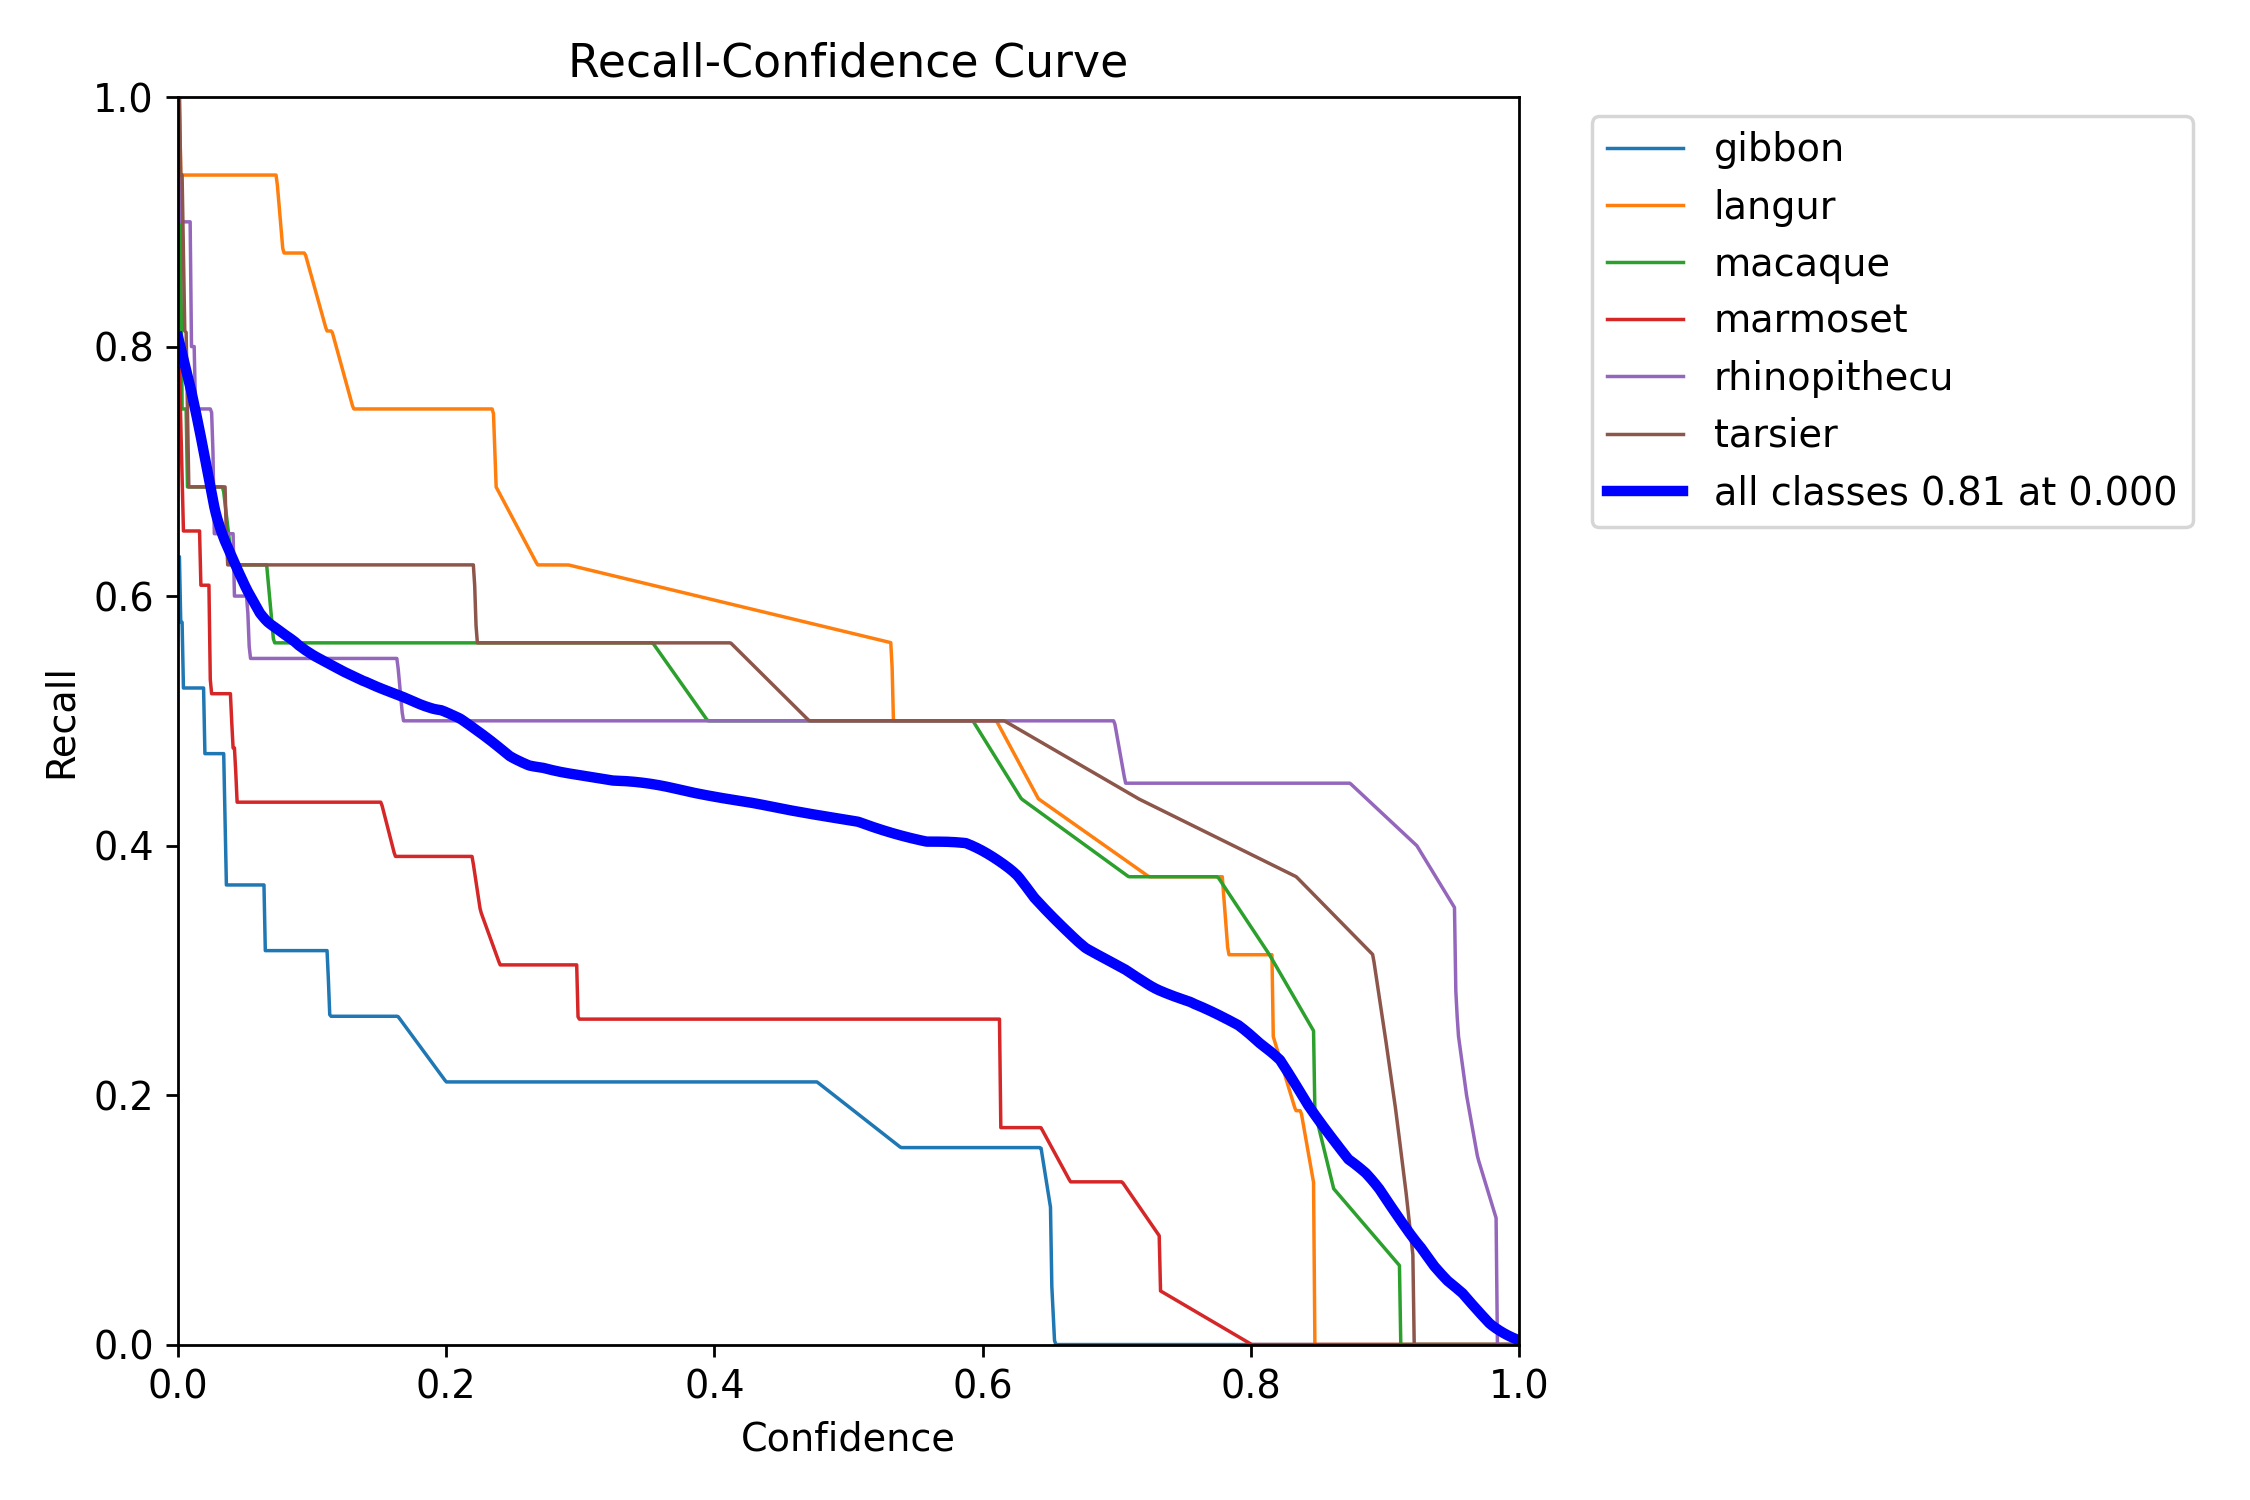 Recall-Confidence Curve
1.0
0.8
0.6
0.4
0.2
0.0
Recall
0.0 0.2 0.4 0.6 0.8 1.0
Confidence
gibbon
langur
macaque
marmoset
rhinopithecu
tarsier
all classes 0.81 at 0.000